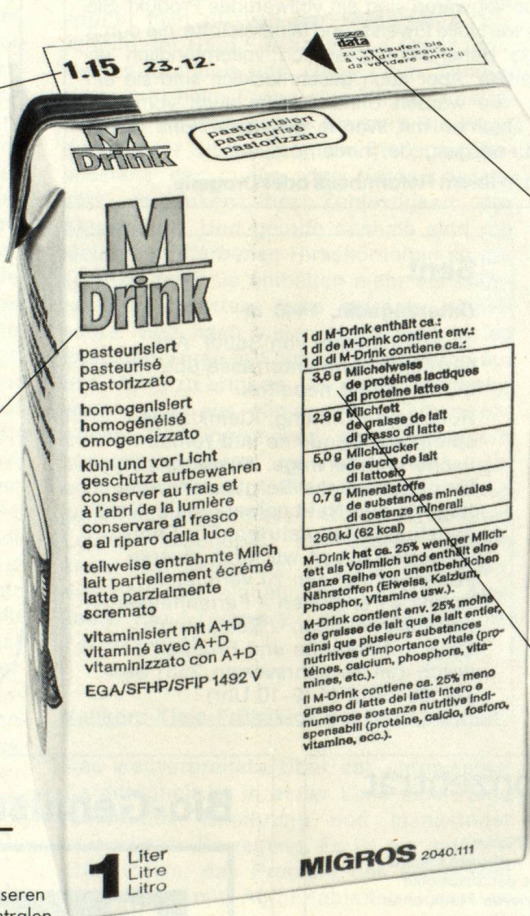 1.15 23.12.
M
data
zu verkaufen bis
à vendre jusqu'au
da vendere entro il
M
Drink
pasteurisiert
pasteurisé
pastorizzato
M
Drink
pasteurisiert
pasteurisé
pastorizzato
homogenisiert
homogénéisé
omogeneizzato
kühl und vor Licht
geschützt aufbewahren
conserver au frais et
à l'abri de la lumière
conservare al fresco
e al riparo dalla luce
teilweise entrahmte Milch
lait partiellement écrémé
latte parzialmente
scremato
vitaminisiert mit A+D
vitaminé avec A+D
vitaminizzato con A+D
EGA/SFHP/SFIP 1492 V
1 Liter
Litre
Litro
1 dl M-Drink enthält ca.:
1 dl de M-Drink contient env.:
1 dl di M-Drink contiene ca.:
3,6 g Milcheiweiss
de protéines lactiques
di proteine lattee
2,9 g Milchfett
de graisse de lait
di grasso di latte
5,0 g Milchzucker
de sucre de lait
di lattosio
0,7 g Mineralstoffe
de substances minérales
di sostanze minerali
260 kJ (62 kcal)
M-Drink hat ca. 25% weniger Milch-
fett als Vollmilch und enthält eine
ganze Reihe von unentbehrlichen
Nährstoffen (Eiweiss, Kalzium,
Phosphor, Vitamine usw.).
M-Drink contient env. 25% moins
de graisse de lait que le lait entier,
ainsi que plusieurs substances
nutritives d'importance vitale (pro-
téines, calcium, phosphore, vita-
mines, etc.).
Il M-Drink contiene ca. 25% meno
grasso di latte del latte intero e
numerose sostanze nutritive indi-
spensabili (proteine, calcio, fosforo,
vitamine, ecc.).
MIGROS 2040.111
seren